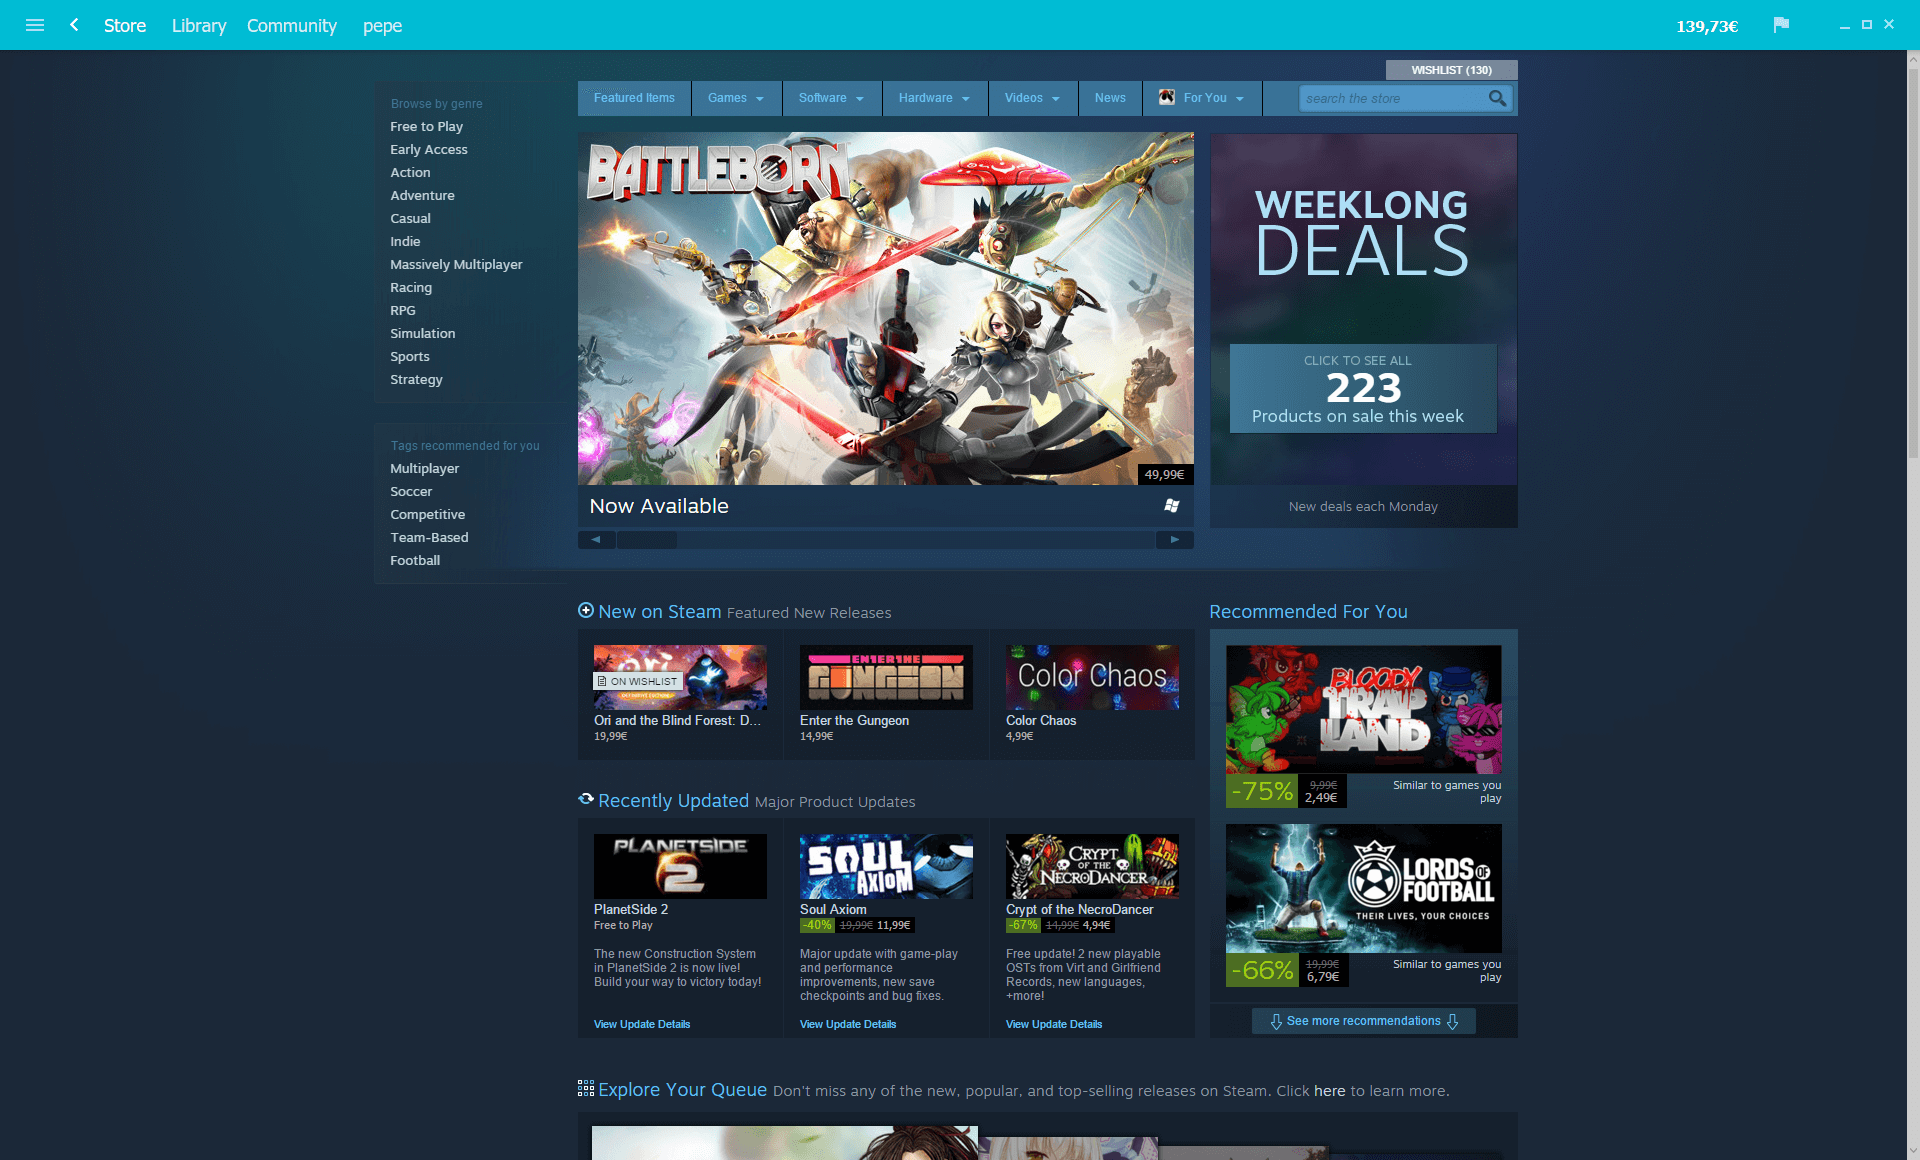 Store Library Community pepe 139,73€
WISHLIST (130)
Featured Items Games Software Hardware Videos News For You search the store
Browse by genre
Free to Play
Early Access
Action
Adventure
Casual
Indie
Massively Multiplayer
Racing
RPG
Simulation
Sports
Strategy
Tags recommended for you
Multiplayer
Soccer
Competitive
Team-Based
Football
BATTLEBORN
49,99€
Now Available
WEEKLONG
DEALS
CLICK TO SEE ALL
223
Products on sale this week
New deals each Monday
New on Steam Featured New Releases
Ori
ON WISHLIST
DEFINITIVE EDITION
Ori and the Blind Forest: D...
19,99€
ENTER THE
GUNGEON
Enter the Gungeon
14,99€
Color Chaos
Color Chaos
4,99€
Recently Updated Major Product Updates
PLANETSIDE
2
PlanetSide 2
Free to Play
The new Construction System
in PlanetSide 2 is now live!
Build your way to victory today!
View Update Details
SOUL
AXIOM
Soul Axiom
-40% 19,99€ 11,99€
Major update with game-play
and performance
improvements, new save
checkpoints and bug fixes.
View Update Details
CRYPT
OF THE
NECRODANCER
Crypt of the NecroDancer
-67% 14,99€ 4,94€
Free update! 2 new playable
OSTs from Virt and Girlfriend
Records, new languages,
+more!
View Update Details
Recommended For You
BLOODY
TRAP
LAND
-75%
9,99€
2,49€
Similar to games you
play
LORDS OF
FOOTBALL
THEIR LIVES, YOUR CHOICES
-66%
19,99€
6,79€
Similar to games you
play
See more recommendations
Explore Your Queue Don't miss any of the new, popular, and top-selling releases on Steam. Click here to learn more.